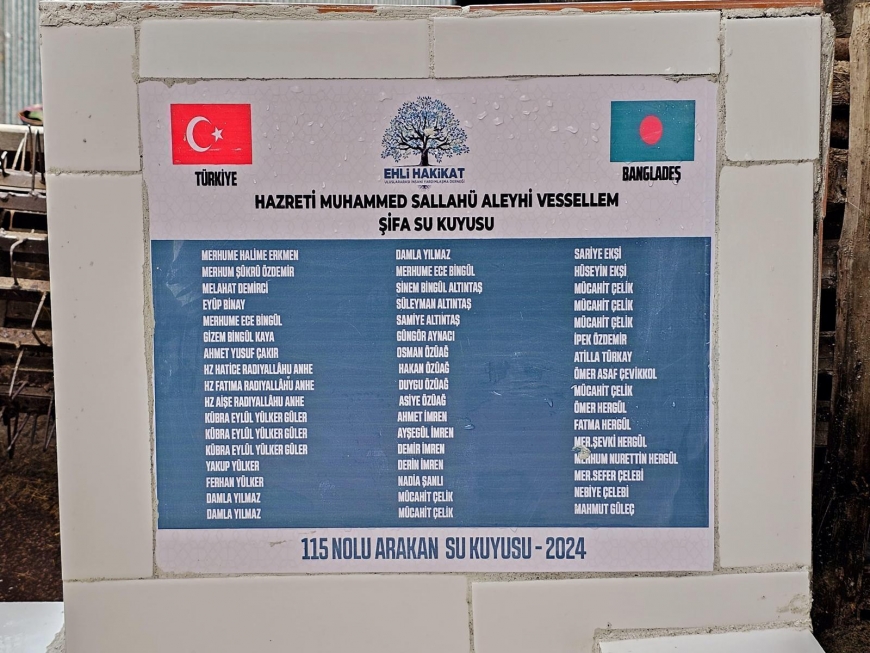 TÜRKİYE
EHLİ HAKİKAT
ULUSLARARASI İNSANİ YARDIMLAŞMA DERNEĞİ
BANGLADEŞ
HAZRETİ MUHAMMED SALLAHÜ ALEYHİ VESSELLEM
ŞİFA SU KUYUSU
MERHUME HALİME ERKMEN
MERHUM ŞÜKRÜ ÖZDEMİR
MELAHAT DEMİRCİ
EYÜP BİNAY
MERHUME ECE BİNGÜL
GİZEM BİNGÜL KAYA
AHMET YUSUF ÇAKIR
HZ HATİCE RADIYALLÂHU ANHE
HZ FATIMA RADIYALLÂHU ANHE
HZ AİŞE RADIYALLÂHU ANHE
KÜBRA EYLÜL YÜLKER GÜLER
KÜBRA EYLÜL YÜLKER GÜLER
KÜBRA EYLÜL YÜLKER GÜLER
YAKUP YÜLKER
FERHAN YÜLKER
DAMLA YILMAZ
DAMLA YILMAZ
DAMLA YILMAZ
MERHUME ECE BİNGÜL
SİNEM BİNGÜL ALTINTAŞ
SÜLEYMAN ALTINTAŞ
SAMİYE ALTINTAŞ
GÜNGÖR AYNACI
OSMAN ÖZÜAĞ
HAKAN ÖZÜAĞ
DUYGU ÖZÜAĞ
ASİYE ÖZÜAĞ
AHMET İMREN
AYŞEGÜL İMREN
DEMİR İMREN
DERİN İMREN
NADİA ŞANLI
MÜCAHİT ÇELİK
MÜCAHİT ÇELİK
SARİYE EKŞİ
HÜSEYİN EKŞİ
MÜCAHİT ÇELİK
MÜCAHİT ÇELİK
MÜCAHİT ÇELİK
İPEK ÖZDEMİR
ATİLLA TÜRKAY
ÖMER ASAF ÇEVİKKOL
MÜCAHİT ÇELİK
ÖMER HERGÜL
FATMA HERGÜL
MER.ŞEVKİ HERGÜL
MERHUM NURETTİN HERGÜL
MER.SEFER ÇELEBİ
NEBİYE ÇELEBİ
MAHMUT GÜLEÇ
115 NOLU ARAKAN SU KUYUSU - 2024